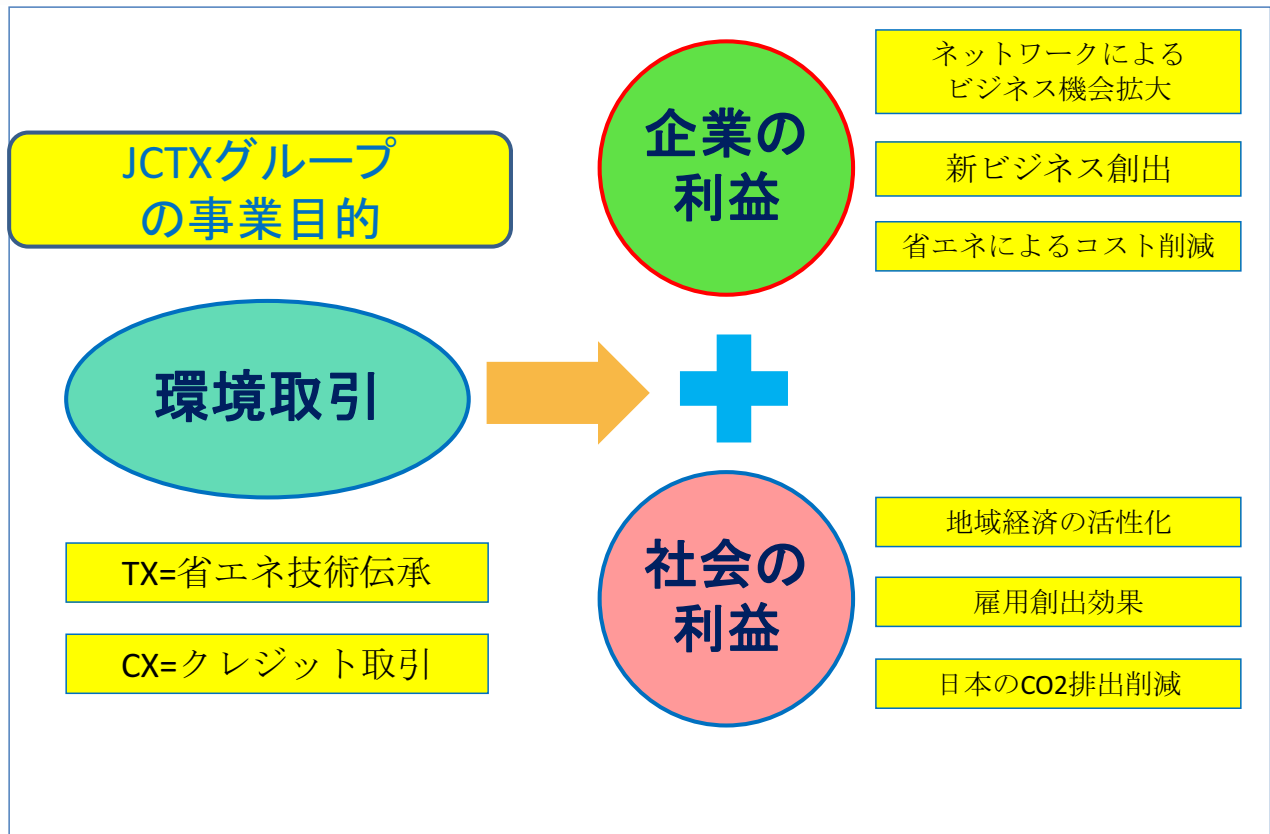 JCTXグループ
の事業目的
環境取引
TX=省エネ技術伝承
CX=クレジット取引
企業の
利益
ネットワークによる
ビジネス機会拡大
新ビジネス創出
省エネによるコスト削減
社会の
利益
地域経済の活性化
雇用創出効果
日本のCO2排出削減